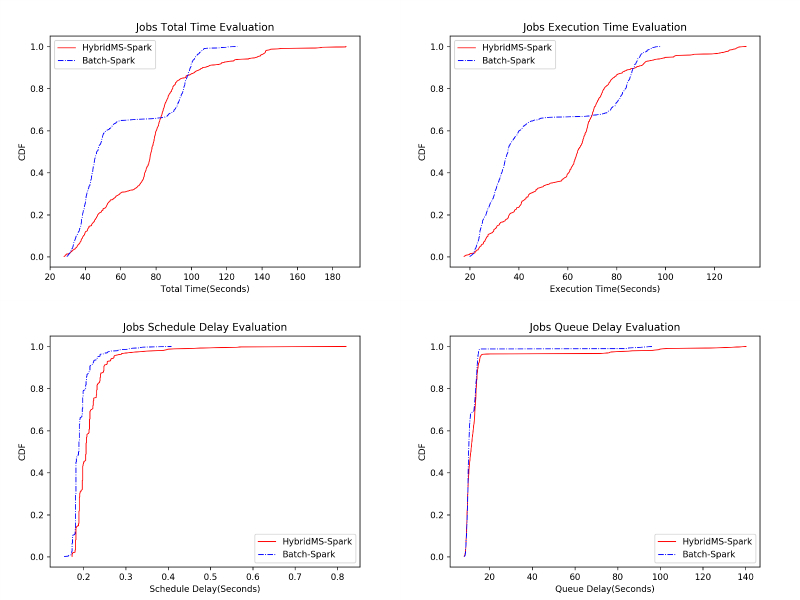 Jobs Total Time Evaluation
HybridMS-Spark
Batch-Spark
1.0
0.8
0.6
0.4
0.2
0.0
CDF
20 40 60 80 100 120 140 160 180
Total Time(Seconds)
Jobs Execution Time Evaluation
HybridMS-Spark
Batch-Spark
1.0
0.8
0.6
0.4
0.2
0.0
CDF
20 40 60 80 100 120
Execution Time(Seconds)
Jobs Schedule Delay Evaluation
1.0
0.8
0.6
0.4
0.2
0.0
CDF
HybridMS-Spark
Batch-Spark
0.2 0.3 0.4 0.5 0.6 0.7 0.8
Schedule Delay(Seconds)
Jobs Queue Delay Evaluation
1.0
0.8
0.6
0.4
0.2
0.0
CDF
HybridMS-Spark
Batch-Spark
20 40 60 80 100 120 140
Queue Delay(Seconds)